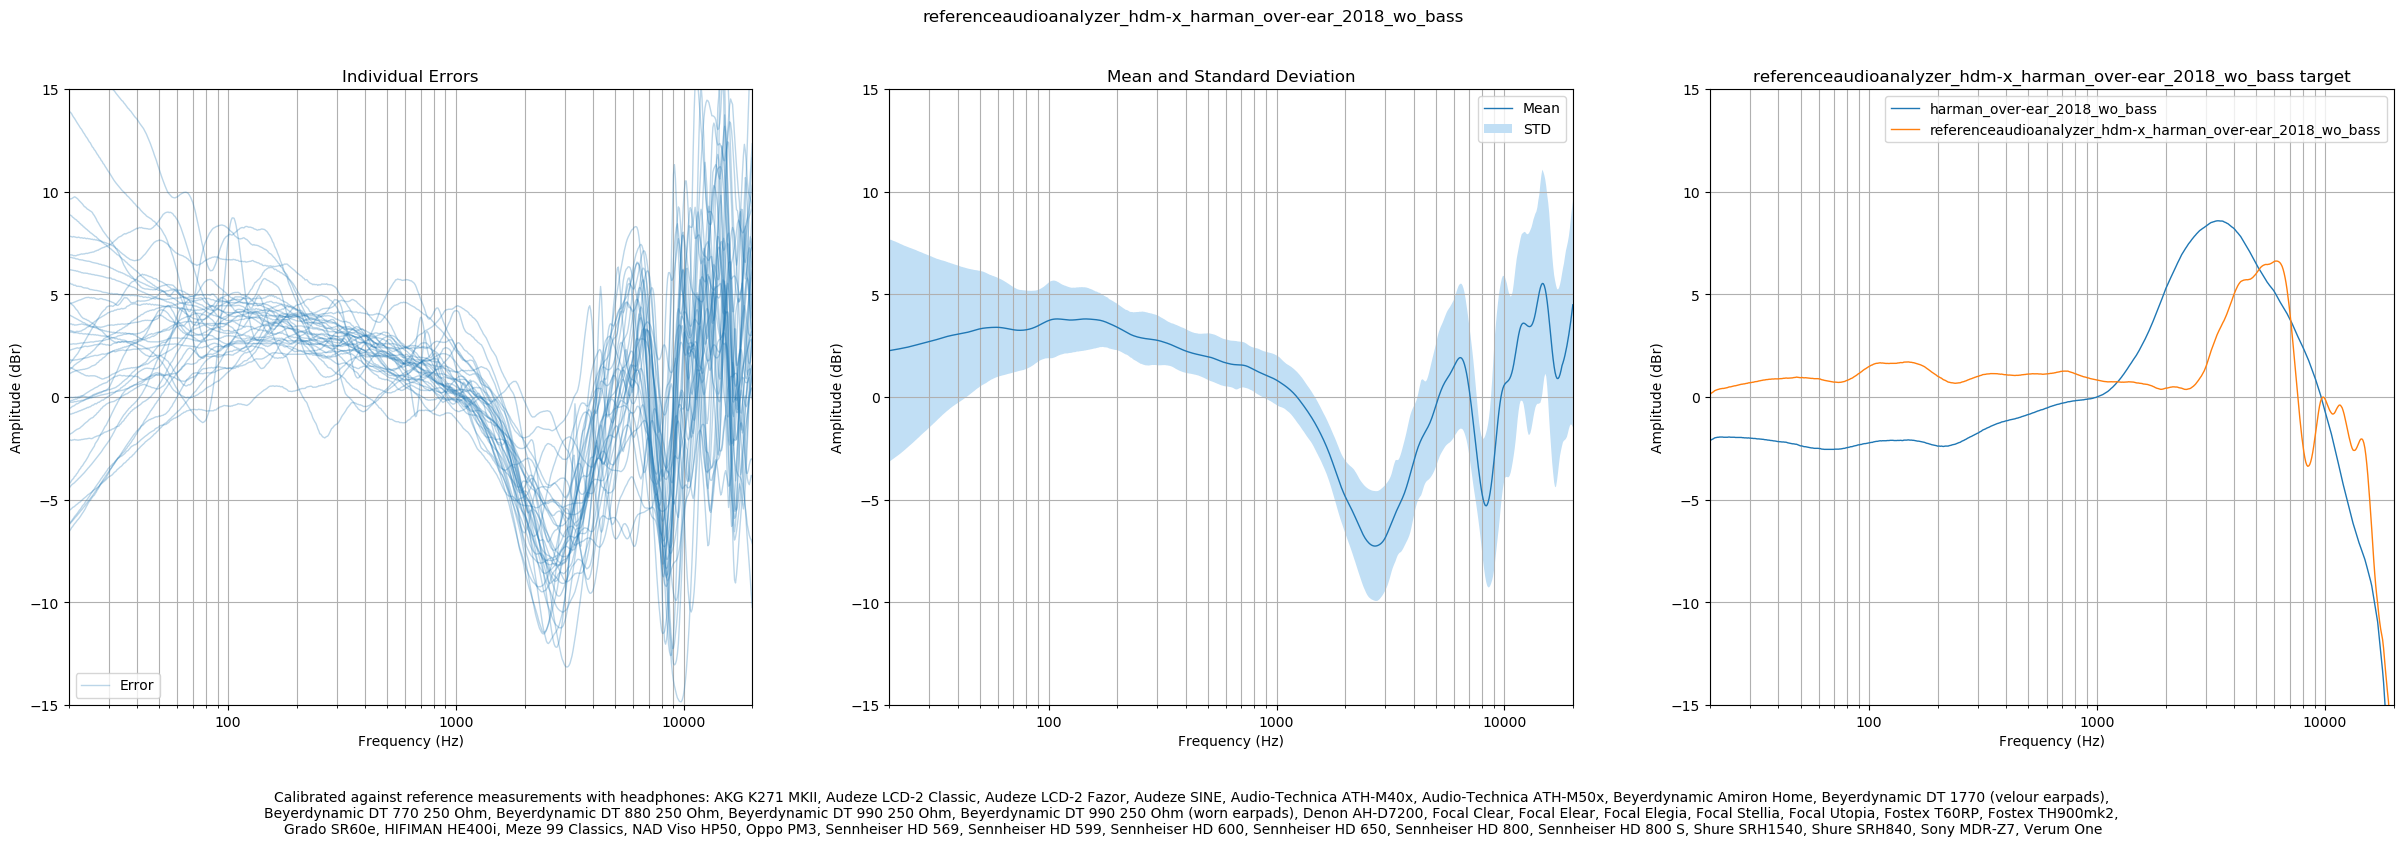 referenceaudioanalyzer_hdm-x_harman_over-ear_2018_wo_bass
Individual Errors
15
10
5
0
−5
−10
−15
Amplitude (dBr)
Error
100
1000
10000
Frequency (Hz)
Mean and Standard Deviation
15
10
5
0
−5
−10
−15
Amplitude (dBr)
Mean
STD
100
1000
10000
Frequency (Hz)
referenceaudioanalyzer_hdm-x_harman_over-ear_2018_wo_bass target
15
10
5
0
−5
−10
−15
Amplitude (dBr)
harman_over-ear_2018_wo_bass
referenceaudioanalyzer_hdm-x_harman_over-ear_2018_wo_bass
100
1000
10000
Frequency (Hz)
Calibrated against reference measurements with headphones: AKG K271 MKII, Audeze LCD-2 Classic, Audeze LCD-2 Fazor, Audeze SINE, Audio-Technica ATH-M40x, Audio-Technica ATH-M50x, Beyerdynamic Amiron Home, Beyerdynamic DT 1770 (velour earpads),
Beyerdynamic DT 770 250 Ohm, Beyerdynamic DT 880 250 Ohm, Beyerdynamic DT 990 250 Ohm, Beyerdynamic DT 990 250 Ohm (worn earpads), Denon AH-D7200, Focal Clear, Focal Elear, Focal Elegia, Focal Stellia, Focal Utopia, Fostex T60RP, Fostex TH900mk2,
Grado SR60e, HIFIMAN HE400i, Meze 99 Classics, NAD Viso HP50, Oppo PM3, Sennheiser HD 569, Sennheiser HD 599, Sennheiser HD 600, Sennheiser HD 650, Sennheiser HD 800, Sennheiser HD 800 S, Shure SRH1540, Shure SRH840, Sony MDR-Z7, Verum One